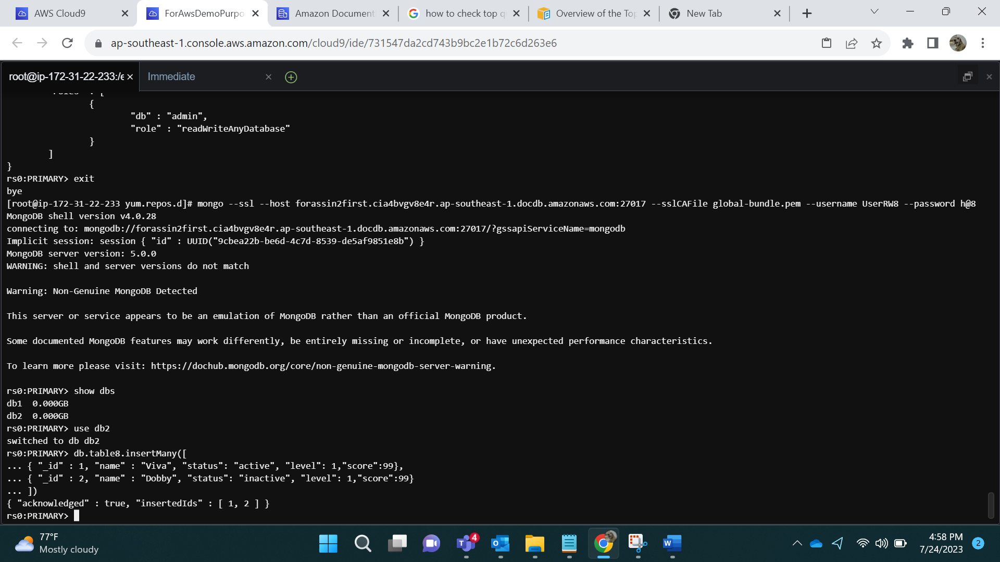 AWS Cloud9
ForAwsDemoPurpo
Amazon Document
how to check top q
Overview of the Top
New Tab
ap-southeast-1.console.aws.amazon.com/cloud9/ide/731547da2cd743b9bc2e1b72c6d263e6
root@ip-172-31-22-233:/e
Immediate
{
"db" : "admin",
"role" : "readWriteAnyDatabase"
}
]
}
rs0:PRIMARY> exit
bye
[root@ip-172-31-22-233 yum.repos.d]# mongo --ssl --host forassin2first.cia4bvgv8e4r.ap-southeast-1.docdb.amazonaws.com:27017 --sslCAFile global-bundle.pem --username UserRW8 --password h@8
MongoDB shell version v4.0.28
connecting to: mongodb://forassin2first.cia4bvgv8e4r.ap-southeast-1.docdb.amazonaws.com:27017/?gssapiServiceName=mongodb
Implicit session: session { "id" : UUID("9cbea22b-be6d-4c7d-8539-de5af9851e8b") }
MongoDB server version: 5.0.0
WARNING: shell and server versions do not match
Warning: Non-Genuine MongoDB Detected
This server or service appears to be an emulation of MongoDB rather than an official MongoDB product.
Some documented MongoDB features may work differently, be entirely missing or incomplete, or have unexpected performance characteristics.
To learn more please visit: https://dochub.mongodb.org/core/non-genuine-mongodb-server-warning.
rs0:PRIMARY> show dbs
db1  0.000GB
db2  0.000GB
rs0:PRIMARY> use db2
switched to db db2
rs0:PRIMARY> db.table8.insertMany([
... { "_id" : 1, "name" : "Viva", "status": "active", "level": 1,"score":99},
... { "_id" : 2, "name" : "Dobby", "status": "inactive", "level": 1,"score":99}
... ])
{ "acknowledged" : true, "insertedIds" : [ 1, 2 ] }
rs0:PRIMARY>
77°F
Mostly cloudy
4
4:58 PM
7/24/2023
2